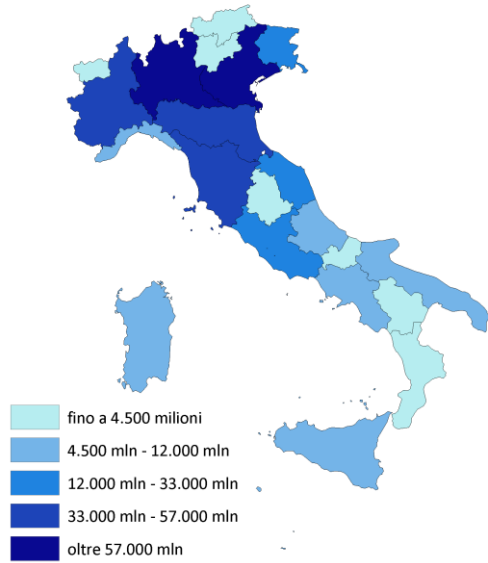 fino a 4.500 milioni
4.500 mln - 12.000 mln
12.000 mln - 33.000 mln
33.000 mln - 57.000 mln
oltre 57.000 mln